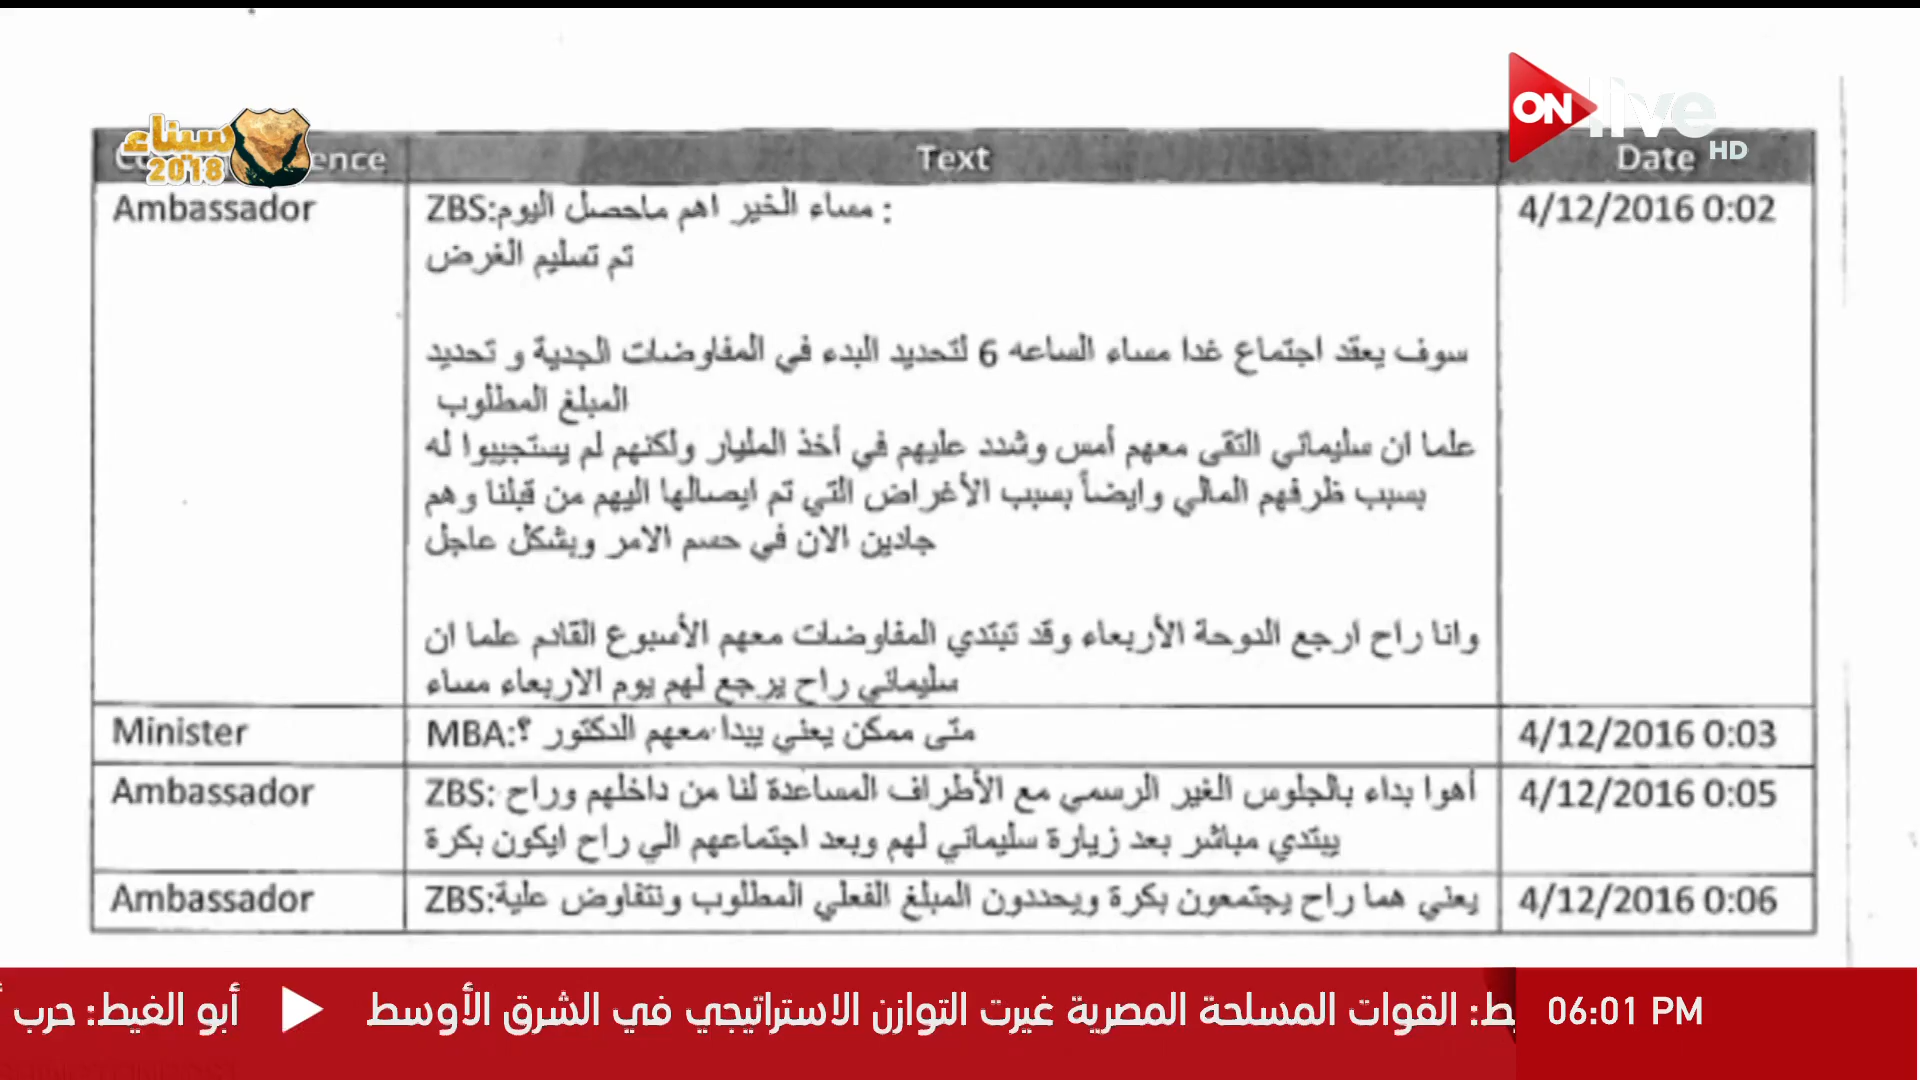 سيناء
2018
ON live
HD
ence Text Date
Ambassador
ZBS:مساء الخير اهم ماحصل اليوم :
تم تسليم الغرض
سوف يعقد اجتماع غدا مساء الساعه 6 لتحديد البدء في المفاوضات الجدية و تحديد
المبلغ المطلوب
علما ان سليماني التقى معهم أمس وشدد عليهم في أخذ المليار ولكنهم لم يستجيبوا له
بسبب ظرفهم المالي وايضاً بسبب الأغراض التي تم ايصالها اليهم من قبلنا وهم
جادين الان في حسم الامر وبشكل عاجل
وانا راح ارجع الدوحة الأربعاء وقد تبتدي المفاوضات معهم الأسبوع القادم علما ان
سليماني راح يرجع لهم يوم الاربعاء مساء
4/12/2016 0:02
Minister
MBA:متى ممكن يعني يبدا معهم الدكتور ؟
4/12/2016 0:03
Ambassador
ZBS: أهوا بداء بالجلوس الغير الرسمي مع الأطراف المساعدة لنا من داخلهم وراح
يبتدي مباشر بعد زيارة سليماني لهم وبعد اجتماعهم الي راح ايكون بكرة
4/12/2016 0:05
Ambassador
ZBS:يعني هما راح يجتمعون بكرة ويحددون المبلغ الفعلي المطلوب ونتفاوض علية
4/12/2016 0:06
يط: القوات المسلحة المصرية غيرت التوازن الاستراتيجي في الشرق الأوسط
أبو الغيط: حرب أ
06:01 PM